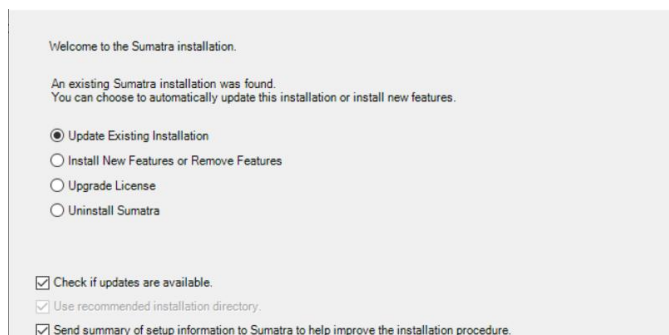 Welcome to the Sumatra installation.
An existing Sumatra installation was found.
You can choose to automatically update this installation or install new features.
Update Existing Installation
Install New Features or Remove Features
Upgrade License
Uninstall Sumatra
Check if updates are available.
Use recommended installation directory.
Send summary of setup information to Sumatra to help improve the installation procedure.